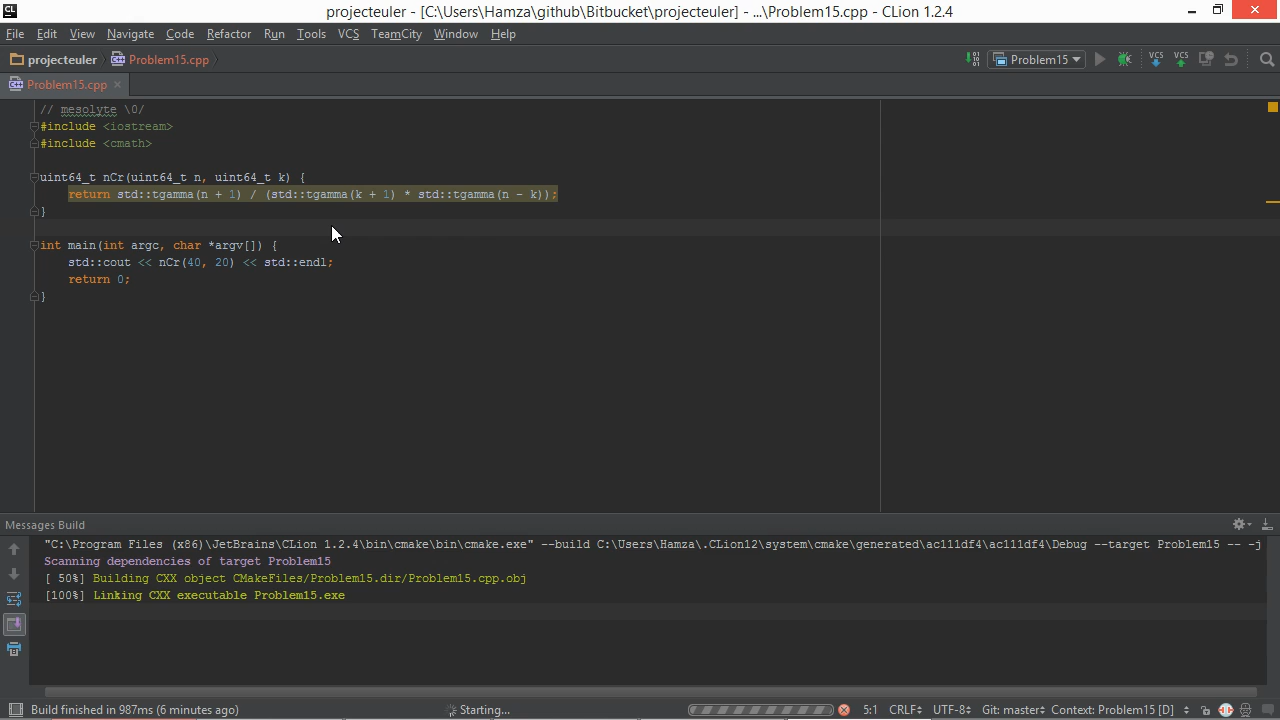 projecteuler - [C:\Users\Hamza\github\Bitbucket\projecteuler] - ...\Problem15.cpp - CLion 1.2.4
File Edit View Navigate Code Refactor Run Tools VCS TeamCity Window Help
projecteuler Problem15.cpp Problem15 VCS VCS
Problem15.cpp
// mesolyte \0/
#include <iostream>
#include <cmath>
uint64_t nCr(uint64_t n, uint64_t k) {
return std::tgamma(n + 1) / (std::tgamma(k + 1) * std::tgamma(n - k));
}
int main(int argc, char *argv[]) {
std::cout << nCr(40, 20) << std::endl;
return 0;
}
Messages Build
"C:\Program Files (x86)\JetBrains\CLion 1.2.4\bin\cmake\bin\cmake.exe" --build C:\Users\Hamza\.CLion12\system\cmake\generated\ac111df4\ac111df4\Debug --target Problem15 -- -j
Scanning dependencies of target Problem15
[ 50%] Building CXX object CMakeFiles/Problem15.dir/Problem15.cpp.obj
[100%] Linking CXX executable Problem15.exe
Build finished in 987ms (6 minutes ago) Starting... 5:1 CRLF UTF-8 Git: master Context: Problem15 [D]